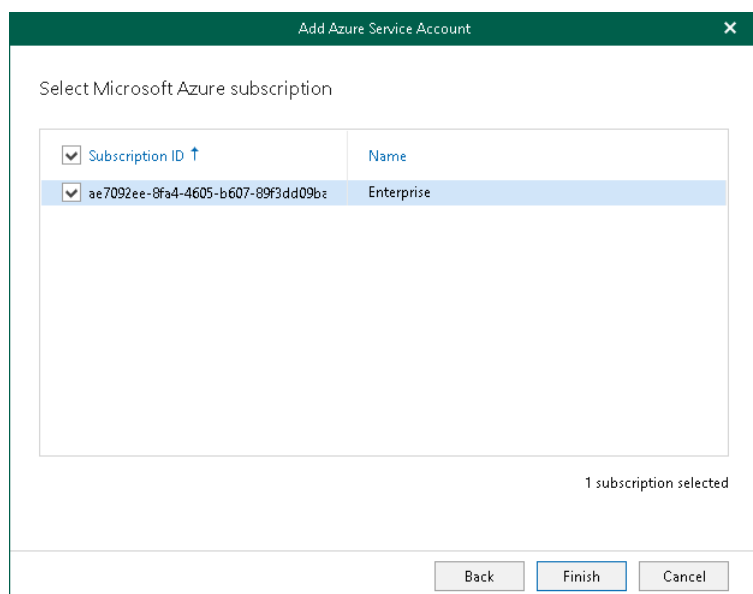 Add Azure Service Account
Select Microsoft Azure subscription
Subscription ID ↑ Name
ae7092ee-8fa4-4605-b607-89f3dd09ba Enterprise
1 subscription selected
Back Finish Cancel